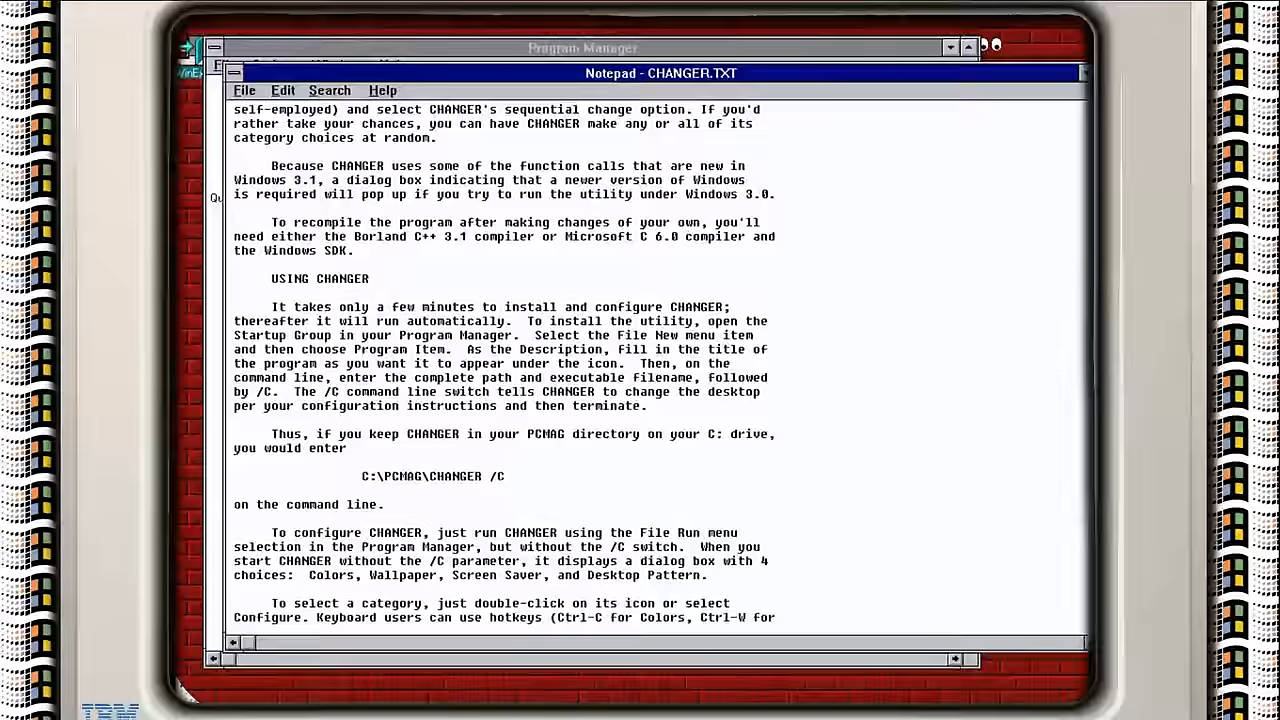 Program Manager
Notepad - CHANGER.TXT
File Edit Search Help
self-employed) and select CHANGER's sequential change option. If you'd
rather take your chances, you can have CHANGER make any or all of its
category choices at random.
Because CHANGER uses some of the function calls that are new in
Windows 3.1, a dialog box indicating that a newer version of Windows
is required will pop up if you try to run the utility under Windows 3.0.
To recompile the program after making changes of your own, you'll
need either the Borland C++ 3.1 compiler or Microsoft C 6.0 compiler and
the Windows SDK.
USING CHANGER
It takes only a few minutes to install and configure CHANGER;
thereafter it will run automatically.  To install the utility, open the
Startup Group in your Program Manager.  Select the File New menu item
and then choose Program Item.  As the Description, fill in the title of
the program as you want it to appear under the icon.  Then, on the
command line, enter the complete path and executable filename, followed
by /C.  The /C command line switch tells CHANGER to change the desktop
per your configuration instructions and then terminate.
Thus, if you keep CHANGER in your PCMAG directory on your C: drive,
you would enter
C:\PCMAG\CHANGER /C
on the command line.
To configure CHANGER, just run CHANGER using the File Run menu
selection in the Program Manager, but without the /C switch.  When you
start CHANGER without the /C parameter, it displays a dialog box with 4
choices:  Colors, Wallpaper, Screen Saver, and Desktop Pattern.
To select a category, just double-click on its icon or select
Configure. Keyboard users can use hotkeys (Ctrl-C for Colors, Ctrl-W for
IBM